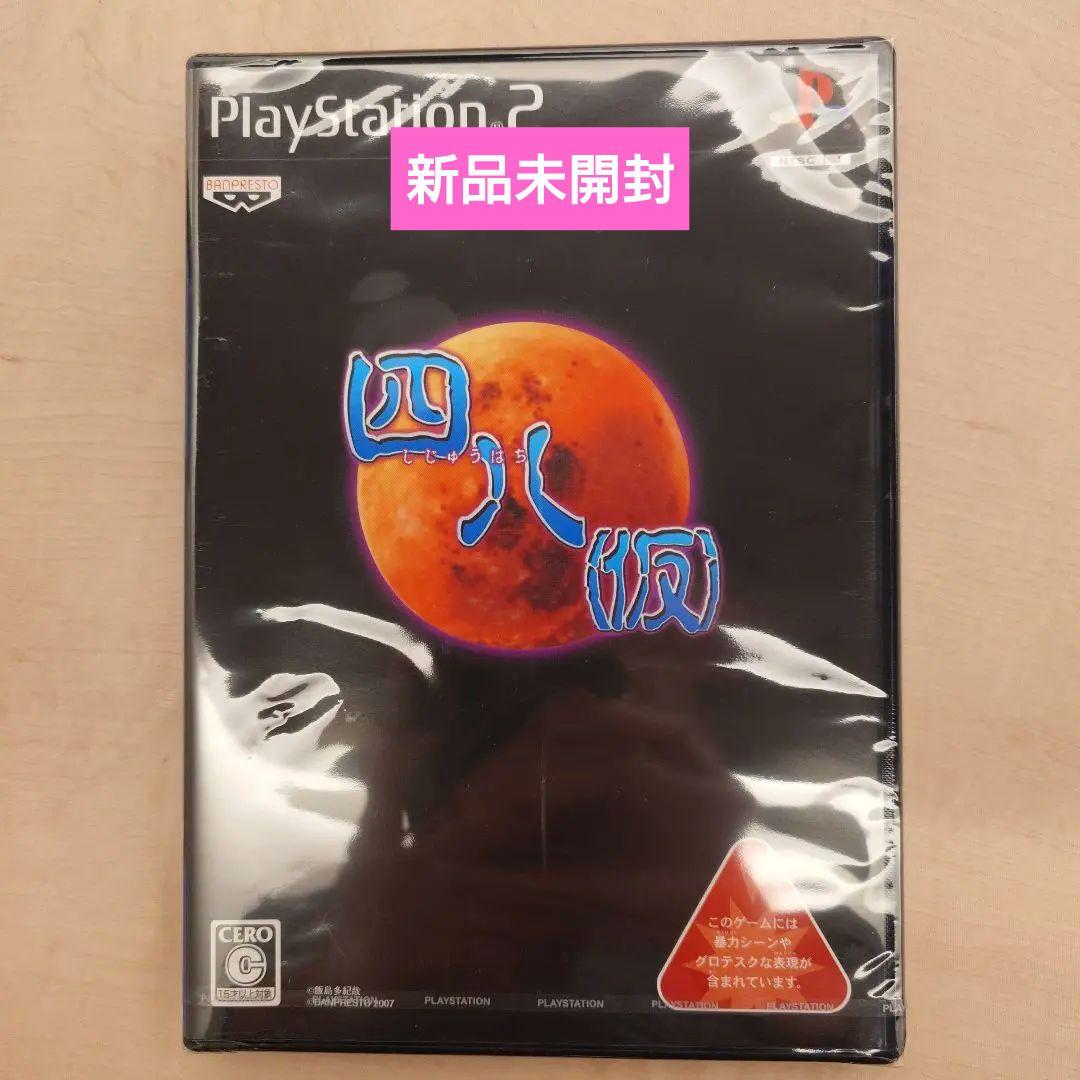 PlayStation®2
新品未開封
NTSC J
BANPRESTO
四八(仮)
しじゅうはち
このゲームには
暴力シーンや
グロテスクな表現が
含まれています。
CERO
C
15才以上対象
©飯島多紀哉
©BANPRESTO 2007
PLAYSTATION PLAYSTATION PLAYSTATION PLAYSTATION PLAYSTATION